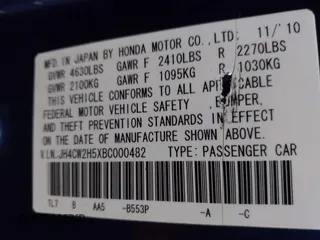 MFD. IN JAPAN BY HONDA MOTOR CO., LTD: 11/'10
GVWR 4630LBS GAWR F 2410LBS R 2270LBS
GVWR 2100KG GAWR F 1095KG R 1030KG
THIS VEHICLE CONFORMS TO ALL APPLICABLE
FEDERAL MOTOR VEHICLE SAFETY, BUMPER,
AND THEFT PREVENTION STANDARDS IN EFFECT
ON THE DATE OF MANUFACTURE SHOWN ABOVE.
V.I.N. JH4CW2H5XBC000482 TYPE: PASSENGER CAR
TL7 B AA5 -B553P -A -C